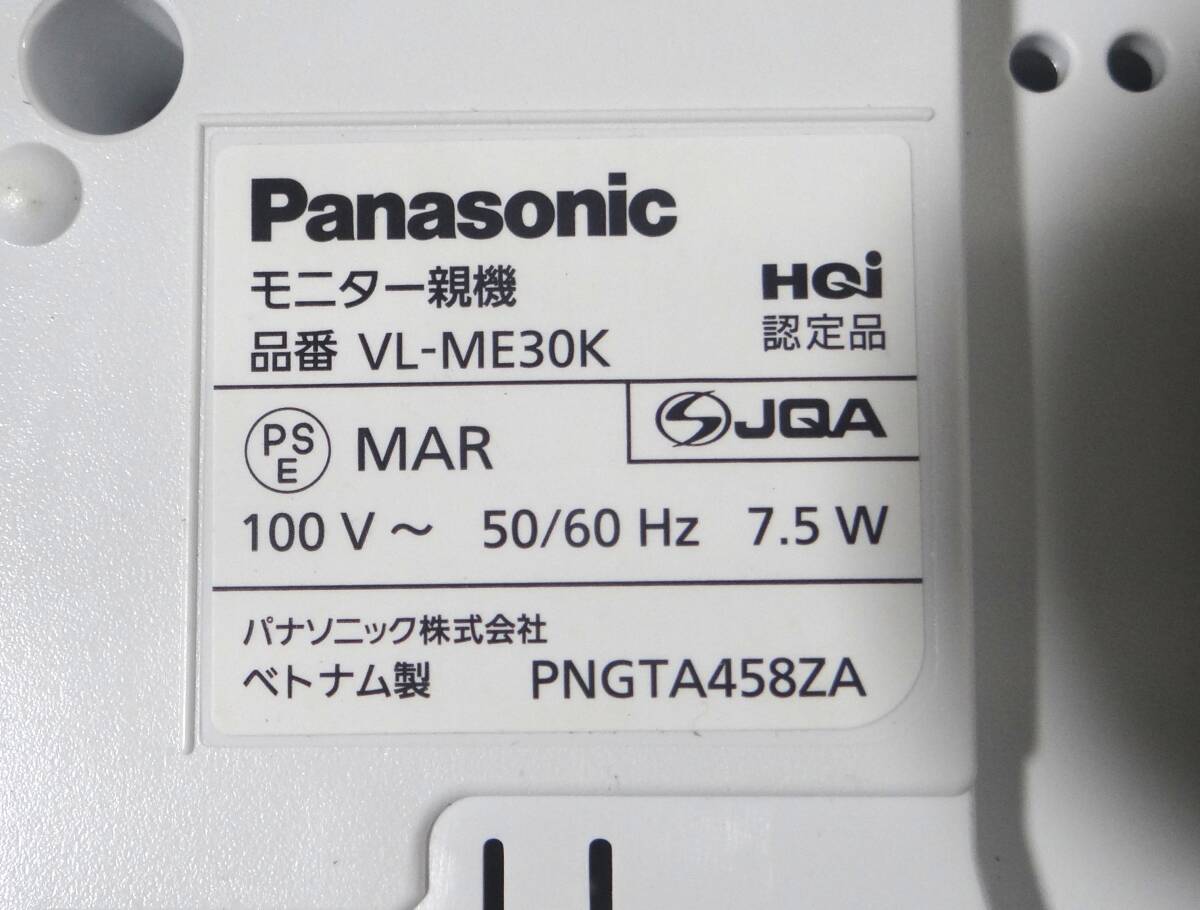 Panasonic
モニター親機
品番 VL-ME30K
HQi
認定品
PSE MAR
JQA
100 V ～ 50/60 Hz 7.5 W
パナソニック株式会社
ベトナム製 PNGTA458ZA